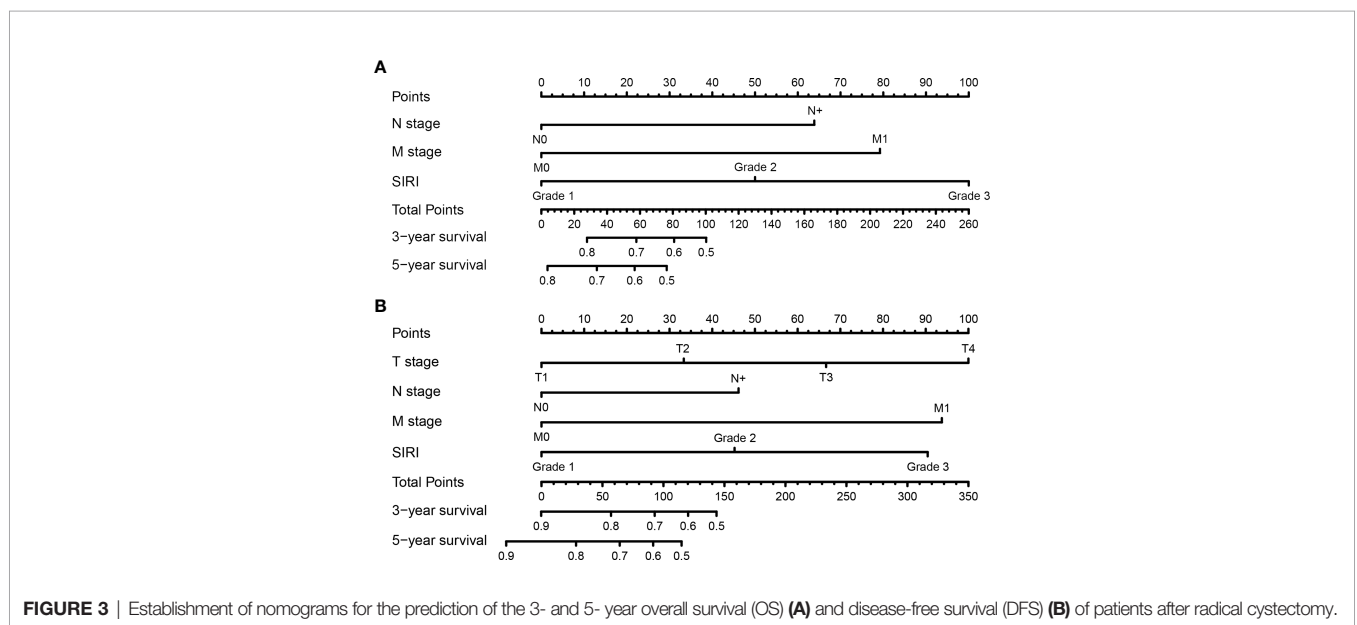 A
0 10 20 30 40 50 60 70 80 90 100
Points
N+
N stage
N0 M1
M stage
M0 Grade 2
SIRI
Grade 1 Grade 3
Total Points
0 20 40 60 80 100 120 140 160 180 200 220 240 260
3−year survival
0.8 0.7 0.6 0.5
5−year survival
0.8 0.7 0.6 0.5
B
0 10 20 30 40 50 60 70 80 90 100
Points
T2 T4
T stage
T1 N+ T3
N stage
N0 M1
M stage
M0 Grade 2
SIRI
Grade 1 Grade 3
Total Points
0 50 100 150 200 250 300 350
3−year survival
0.9 0.8 0.7 0.6 0.5
5−year survival
0.9 0.8 0.7 0.6 0.5
FIGURE 3 | Establishment of nomograms for the prediction of the 3- and 5- year overall survival (OS) (A) and disease-free survival (DFS) (B) of patients after radical cystectomy.